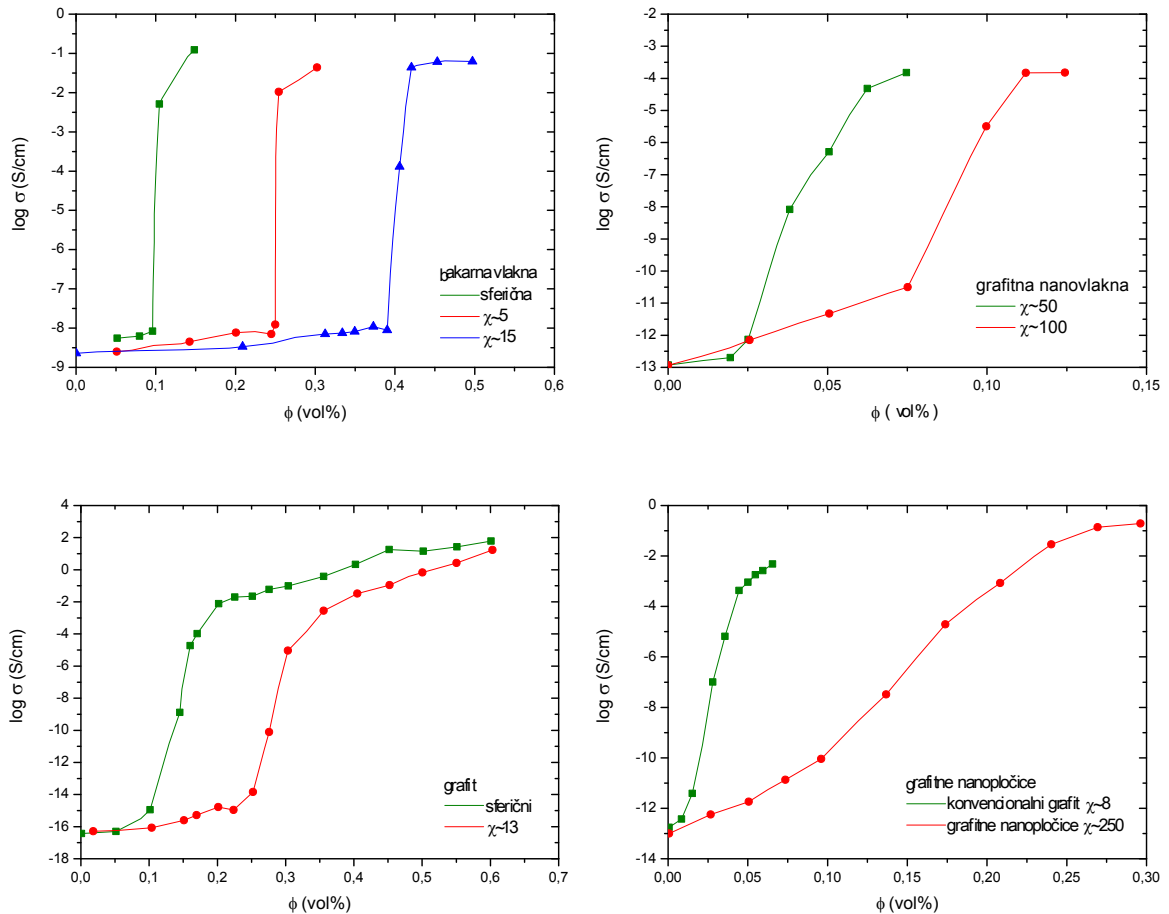 0
-1
-2
-3
-4
-5
-6
-7
-8
-9
log σ (S/cm)
0,0 0,1 0,2 0,3 0,4 0,5 0,6
ϕ (vol%)
bakarna vlakna
sferična
χ~5
χ~15
-2
-3
-4
-5
-6
-7
-8
-9
-10
-11
-12
-13
log σ (S/cm)
0,00 0,05 0,10 0,15
ϕ ( vol%)
grafitna nanovlakna
χ~50
χ~100
4
2
0
-2
-4
-6
-8
-10
-12
-14
-16
-18
log σ (S/cm)
0,0 0,1 0,2 0,3 0,4 0,5 0,6 0,7
ϕ (vol%)
grafit
sferični
χ~13
0
-2
-4
-6
-8
-10
-12
-14
log σ (S/cm)
0,00 0,05 0,10 0,15 0,20 0,25 0,30
ϕ (vol%)
grafitne nanopločice
konvencionalni grafit χ~8
grafitne nanopločice χ~250